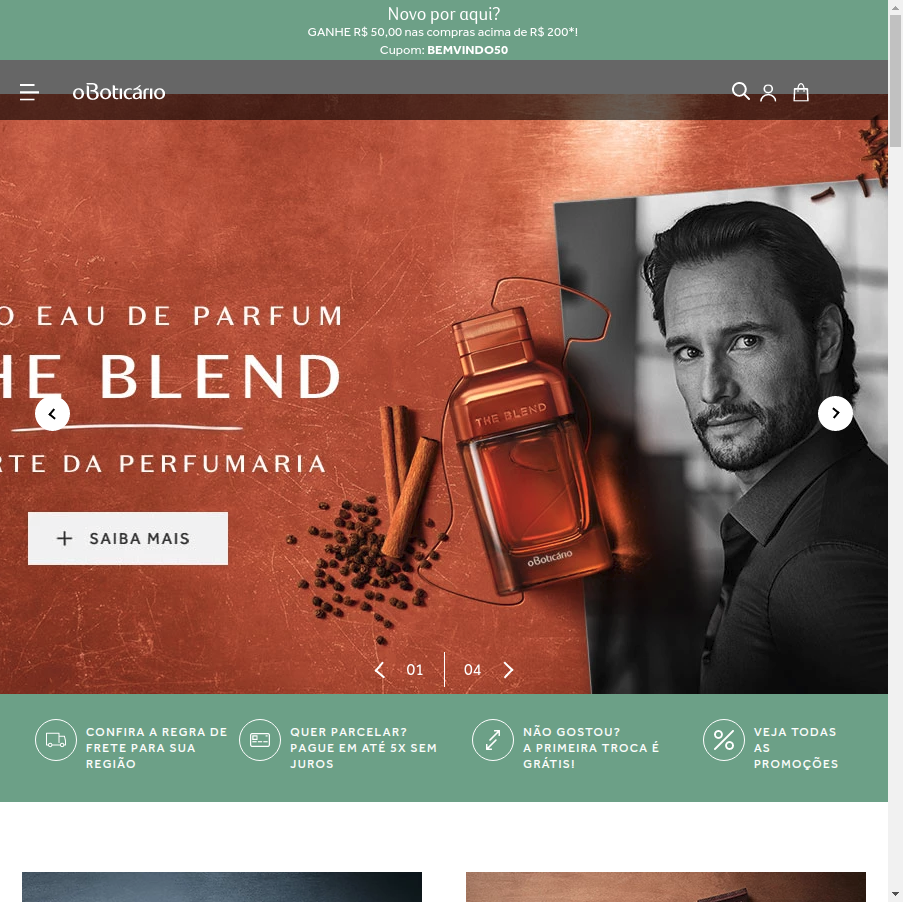 Novo por aqui?
GANHE R$ 50,00 nas compras acima de R$ 200*!
Cupom: BEMVINDO50
oBoticário
O EAU DE PARFUM
THE BLEND
RTE DA PERFUMARIA
SAIBA MAIS
THE BLEND
oBoticário
01
04
CONFIRA A REGRA DE
FRETE PARA SUA
REGIÃO
QUER PARCELAR?
PAGUE EM ATÉ 5X SEM
JUROS
NÃO GOSTOU?
A PRIMEIRA TROCA É
GRÁTIS!
VEJA TODAS
AS
PROMOÇÕES